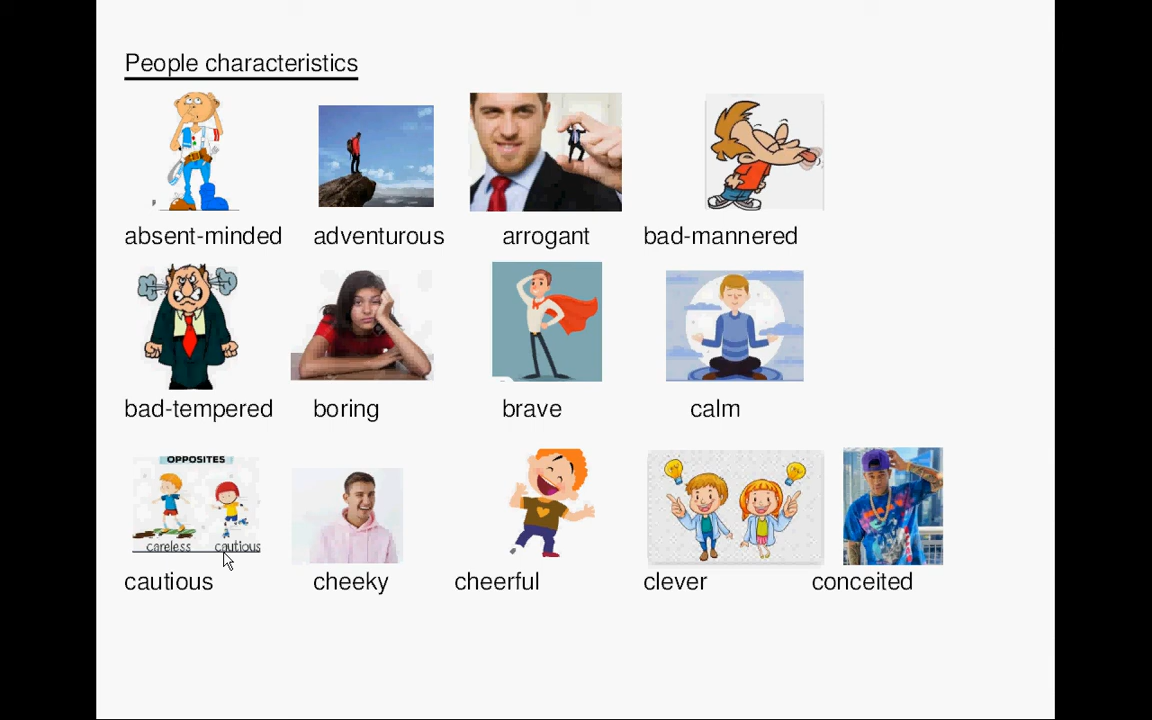 People characteristics
absent-minded adventurous arrogant bad-mannered
bad-tempered boring brave calm
OPPOSITES
careless cautious
cautious cheeky cheerful clever conceited